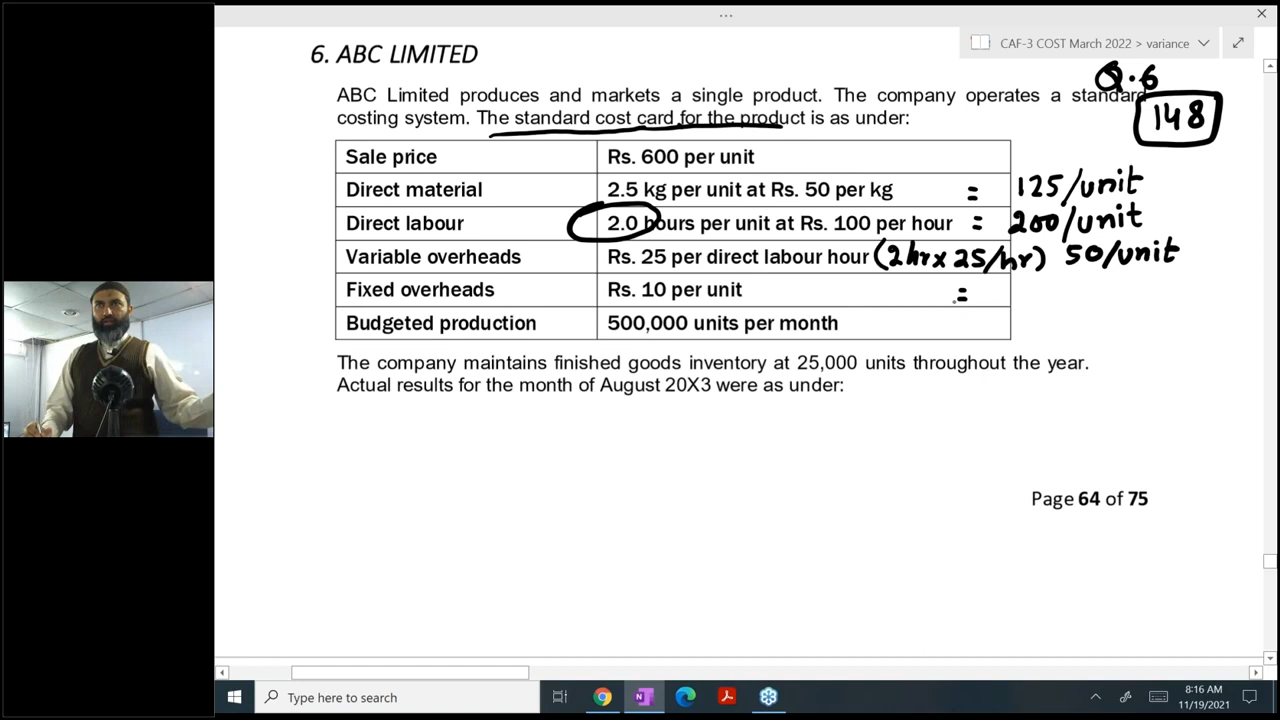 ...
CAF-3 COST March 2022 > variance
6. ABC LIMITED
Q.6
148
ABC Limited produces and markets a single product. The company operates a standard
costing system. The standard cost card for the product is as under:
Sale price Rs. 600 per unit
Direct material 2.5 kg per unit at Rs. 50 per kg = 125/unit
Direct labour 2.0 hours per unit at Rs. 100 per hour = 200/unit
Variable overheads Rs. 25 per direct labour hour (2hr x 25/hr) 50/unit
Fixed overheads Rs. 10 per unit =
Budgeted production 500,000 units per month
The company maintains finished goods inventory at 25,000 units throughout the year.
Actual results for the month of August 20X3 were as under:
Page 64 of 75
Type here to search
8:16 AM
11/19/2021